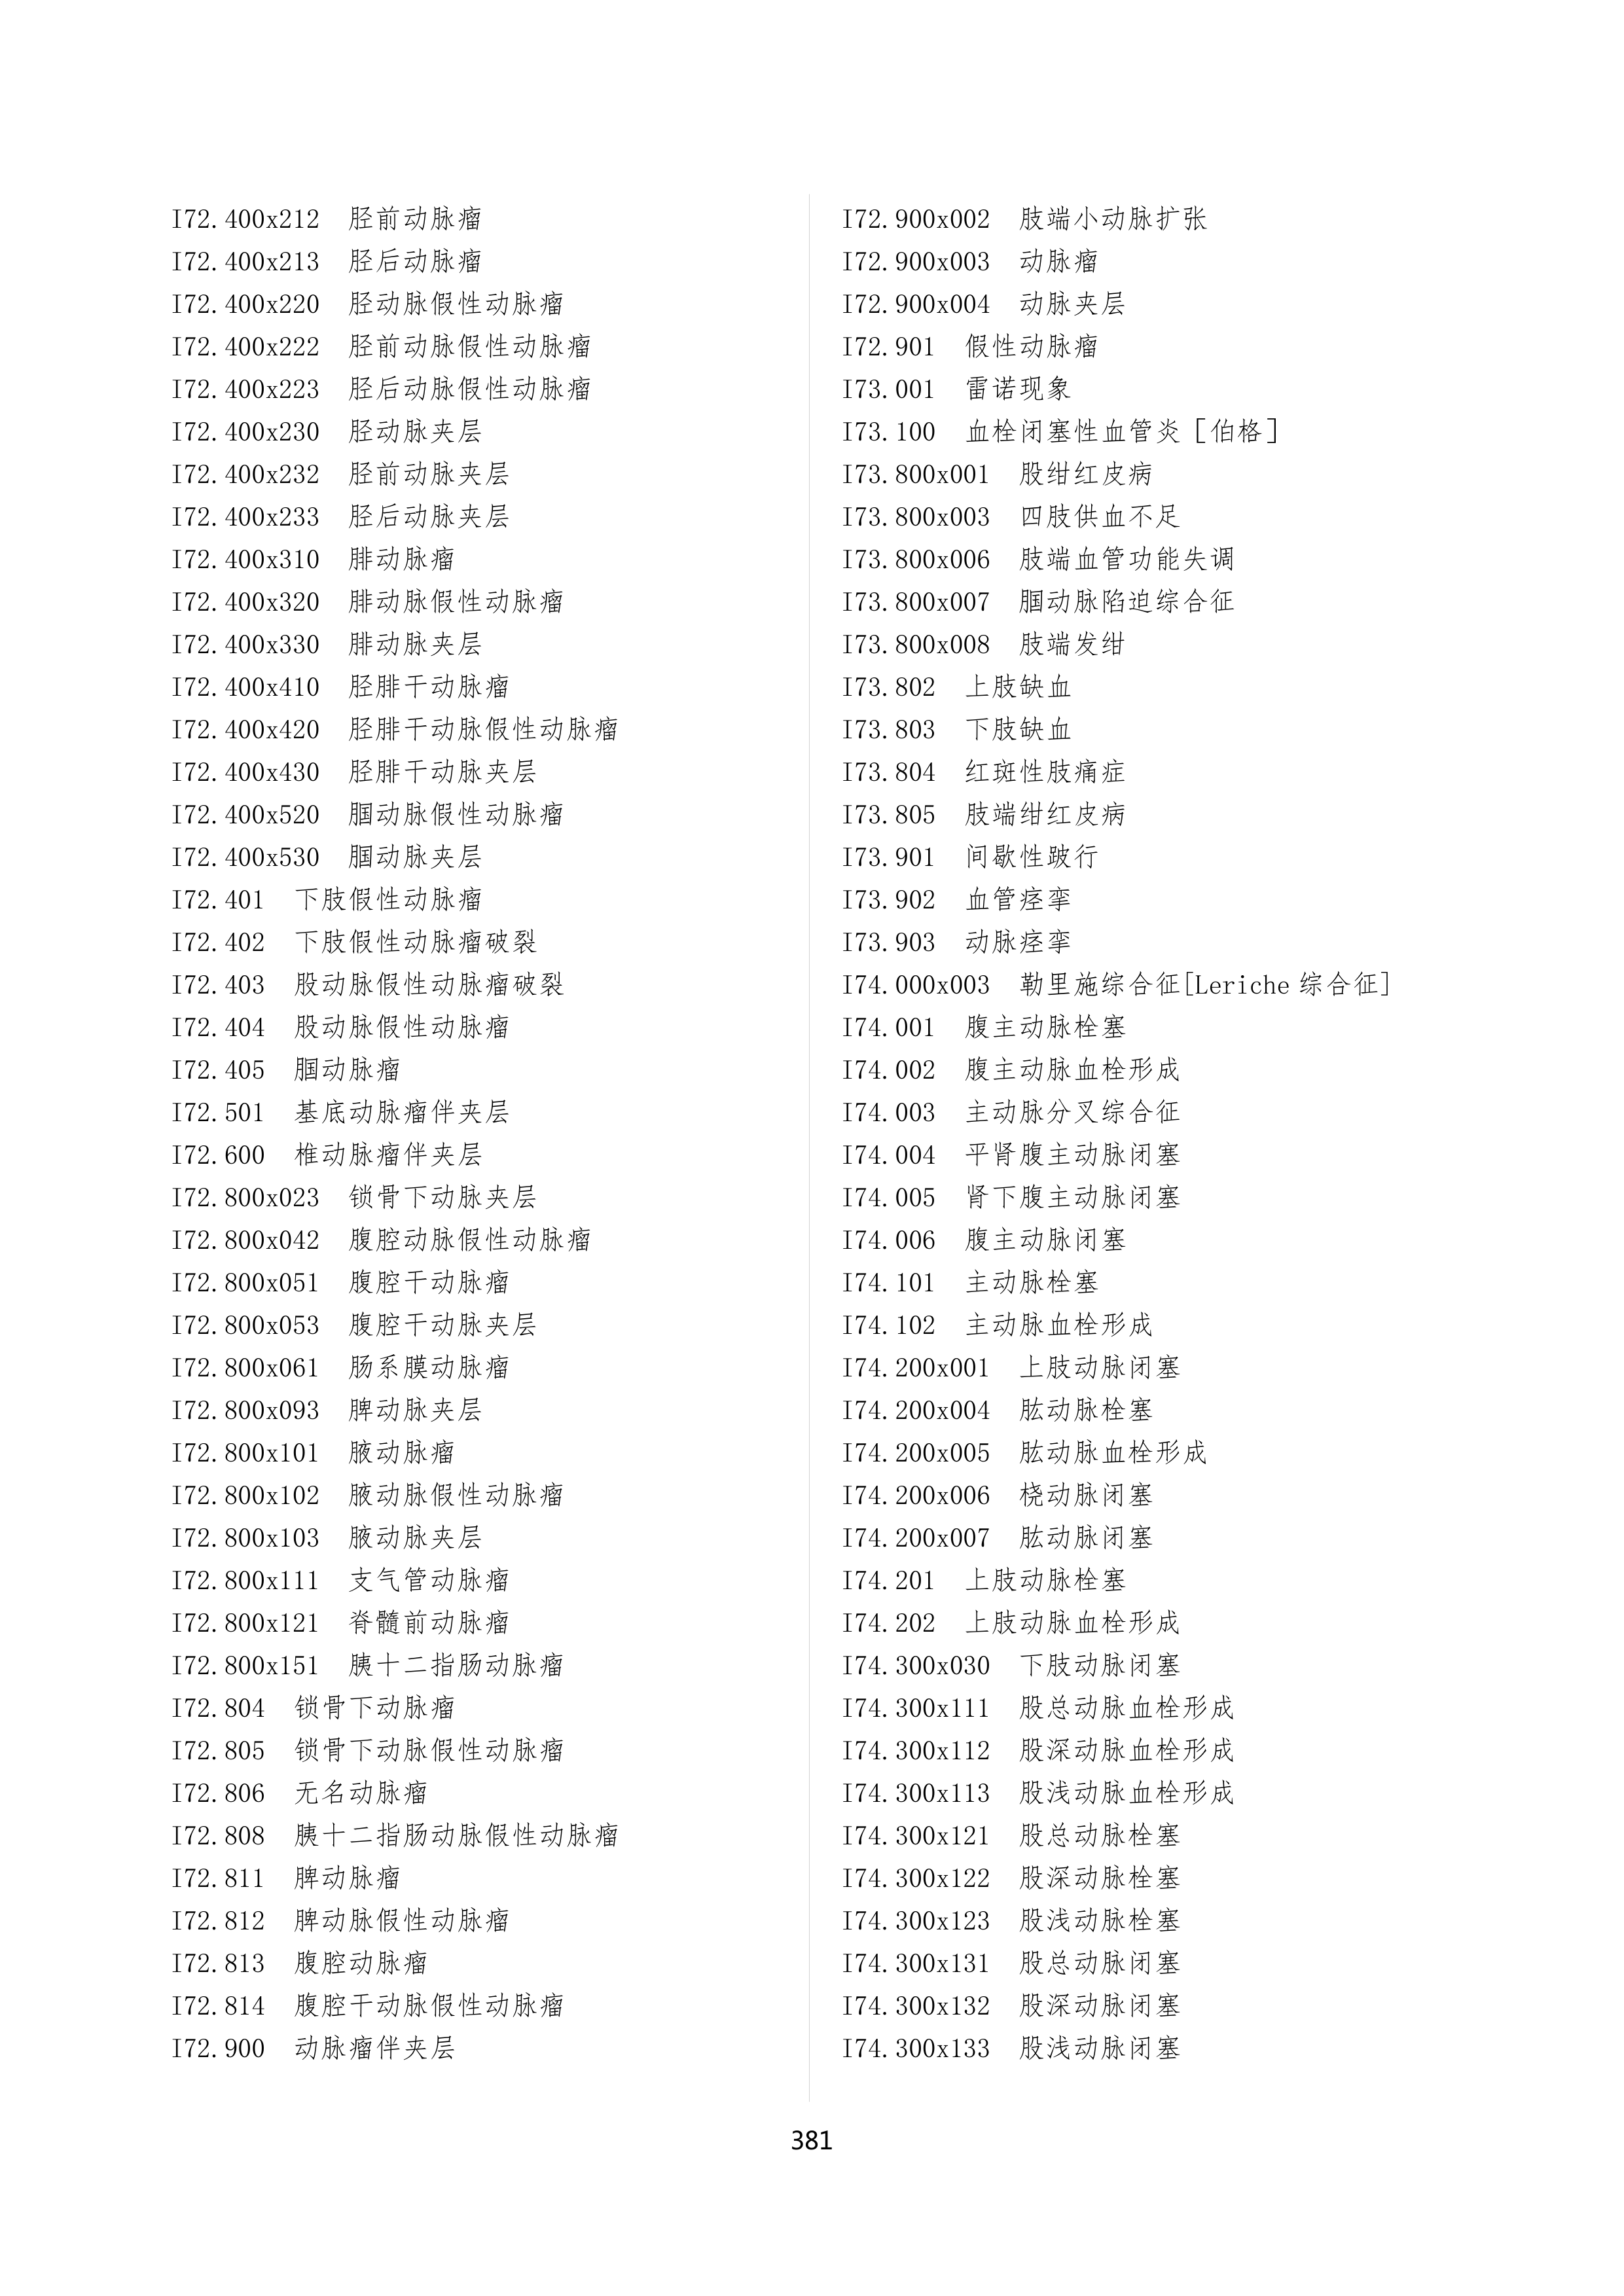 I72.400x212 胫前动脉瘤
I72.400x213 胫后动脉瘤
I72.400x220 胫动脉假性动脉瘤
I72.400x222 胫前动脉假性动脉瘤
I72.400x223 胫后动脉假性动脉瘤
I72.400x230 胫动脉夹层
I72.400x232 胫前动脉夹层
I72.400x233 胫后动脉夹层
I72.400x310 腓动脉瘤
I72.400x320 腓动脉假性动脉瘤
I72.400x330 腓动脉夹层
I72.400x410 胫腓干动脉瘤
I72.400x420 胫腓干动脉假性动脉瘤
I72.400x430 胫腓干动脉夹层
I72.400x520 腘动脉假性动脉瘤
I72.400x530 腘动脉夹层
I72.401 下肢假性动脉瘤
I72.402 下肢假性动脉瘤破裂
I72.403 股动脉假性动脉瘤破裂
I72.404 股动脉假性动脉瘤
I72.405 腘动脉瘤
I72.501 基底动脉瘤伴夹层
I72.600 椎动脉瘤伴夹层
I72.800x023 锁骨下动脉夹层
I72.800x042 腹腔动脉假性动脉瘤
I72.800x051 腹腔干动脉瘤
I72.800x053 腹腔干动脉夹层
I72.800x061 肠系膜动脉瘤
I72.800x093 脾动脉夹层
I72.800x101 腋动脉瘤
I72.800x102 腋动脉假性动脉瘤
I72.800x103 腋动脉夹层
I72.800x111 支气管动脉瘤
I72.800x121 脊髓前动脉瘤
I72.800x151 胰十二指肠动脉瘤
I72.804 锁骨下动脉瘤
I72.805 锁骨下动脉假性动脉瘤
I72.806 无名动脉瘤
I72.808 胰十二指肠动脉假性动脉瘤
I72.811 脾动脉瘤
I72.812 脾动脉假性动脉瘤
I72.813 腹腔动脉瘤
I72.814 腹腔干动脉假性动脉瘤
I72.900 动脉瘤伴夹层
I72.900x002 肢端小动脉扩张
I72.900x003 动脉瘤
I72.900x004 动脉夹层
I72.901 假性动脉瘤
I73.001 雷诺现象
I73.100 血栓闭塞性血管炎［伯格］
I73.800x001 股绀红皮病
I73.800x003 四肢供血不足
I73.800x006 肢端血管功能失调
I73.800x007 腘动脉陷迫综合征
I73.800x008 肢端发绀
I73.802 上肢缺血
I73.803 下肢缺血
I73.804 红斑性肢痛症
I73.805 肢端绀红皮病
I73.901 间歇性跛行
I73.902 血管痉挛
I73.903 动脉痉挛
I74.000x003 勒里施综合征[Leriche 综合征]
I74.001 腹主动脉栓塞
I74.002 腹主动脉血栓形成
I74.003 主动脉分叉综合征
I74.004 平肾腹主动脉闭塞
I74.005 肾下腹主动脉闭塞
I74.006 腹主动脉闭塞
I74.101 主动脉栓塞
I74.102 主动脉血栓形成
I74.200x001 上肢动脉闭塞
I74.200x004 肱动脉栓塞
I74.200x005 肱动脉血栓形成
I74.200x006 桡动脉闭塞
I74.200x007 肱动脉闭塞
I74.201 上肢动脉栓塞
I74.202 上肢动脉血栓形成
I74.300x030 下肢动脉闭塞
I74.300x111 股总动脉血栓形成
I74.300x112 股深动脉血栓形成
I74.300x113 股浅动脉血栓形成
I74.300x121 股总动脉栓塞
I74.300x122 股深动脉栓塞
I74.300x123 股浅动脉栓塞
I74.300x131 股总动脉闭塞
I74.300x132 股深动脉闭塞
I74.300x133 股浅动脉闭塞
381